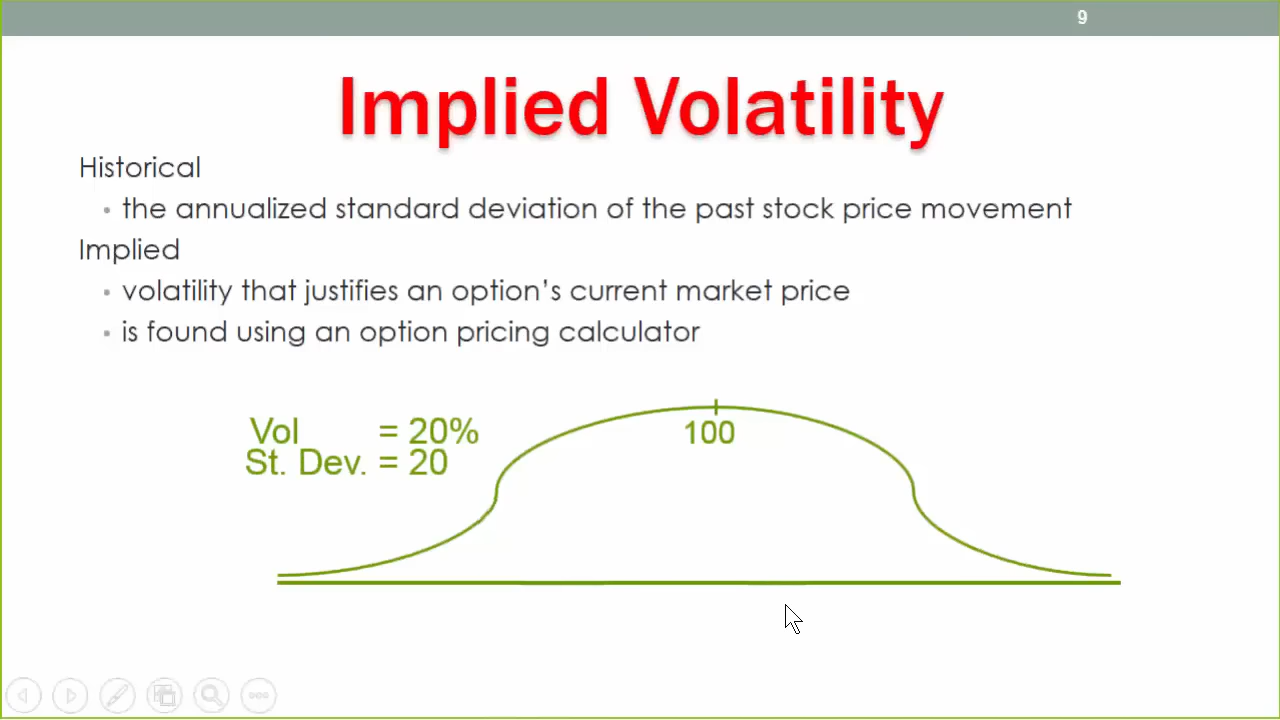 9
Implied Volatility
Historical
• the annualized standard deviation of the past stock price movement
Implied
• volatility that justifies an option’s current market price
• is found using an option pricing calculator
Vol = 20%
St. Dev. = 20
100